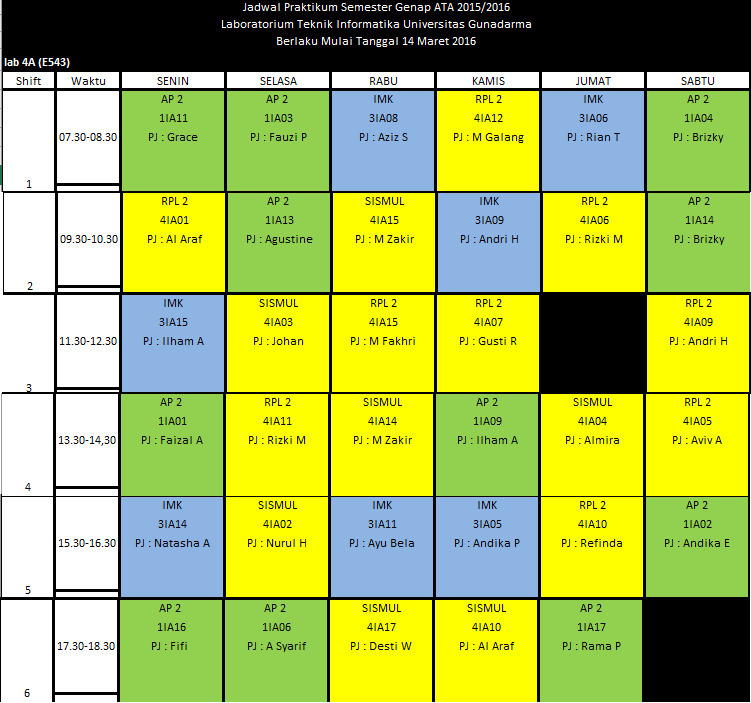 Jadwal Praktikum Semester Genap ATA 2015/2016
Laboratorium Teknik Informatika Universitas Gunadarma
Berlaku Mulai Tanggal 14 Maret 2016
lab 4A (E543)
Shift Waktu SENIN SELASA RABU KAMIS JUMAT SABTU
AP 2 AP 2 IMK RPL 2 IMK AP 2
1IA11 1IA03 3IA08 4IA12 3IA06 1IA04
07.30-08.30 PJ : Grace PJ : Fauzi P PJ : Aziz S PJ : M Galang PJ : Rian T PJ : Brizky
1
RPL 2 AP 2 SISMUL IMK RPL 2 AP 2
4IA01 1IA13 4IA15 3IA09 4IA06 1IA14
09.30-10.30 PJ : Al Araf PJ : Agustine PJ : M Zakir PJ : Andri H PJ : Rizki M PJ : Brizky
2
IMK SISMUL RPL 2 RPL 2 RPL 2
3IA15 4IA03 4IA15 4IA07 4IA09
11.30-12.30 PJ : Ilham A PJ : Johan PJ : M Fakhri PJ : Gusti R PJ : Andri H
3
AP 2 RPL 2 SISMUL AP 2 SISMUL RPL 2
1IA01 4IA11 4IA14 1IA09 4IA04 4IA05
13.30-14,30 PJ : Faizal A PJ : Rizki M PJ : M Zakir PJ : Ilham A PJ : Almira PJ : Aviv A
4
IMK SISMUL IMK IMK RPL 2 AP 2
3IA14 4IA02 3IA11 3IA05 4IA10 1IA02
15.30-16.30 PJ : Natasha A PJ : Nurul H PJ : Ayu Bela PJ : Andika P PJ : Refinda PJ : Andika E
5
AP 2 AP 2 SISMUL SISMUL AP 2
1IA16 1IA06 4IA17 4IA10 1IA17
17.30-18.30 PJ : Fifi PJ : A Syarif PJ : Desti W PJ : Al Araf PJ : Rama P
6